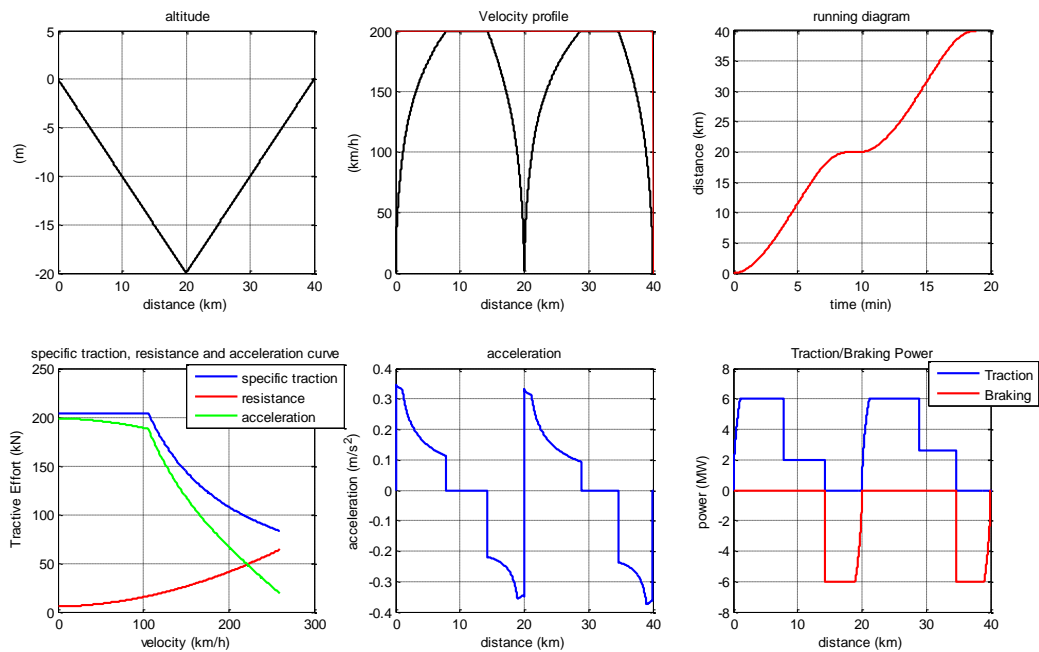 altitude
5
0
-5
-10
-15
-20
(m)
0 10 20 30 40
distance (km)
Velocity profile
200
150
100
50
0
(km/h)
0 10 20 30 40
distance (km)
running diagram
40
35
30
25
20
15
10
5
0
distance (km)
0 5 10 15 20
time (min)
specific traction, resistance and acceleration curve
specific traction
resistance
acceleration
250
200
150
100
50
0
Tractive Effort (kN)
0 100 200 300
velocity (km/h)
acceleration
0.4
0.3
0.2
0.1
0
-0.1
-0.2
-0.3
-0.4
acceleration (m/s²)
0 10 20 30 40
distance (km)
Traction/Braking Power
Traction
Braking
8
6
4
2
0
-2
-4
-6
-8
power (MW)
0 10 20 30 40
distance (km)